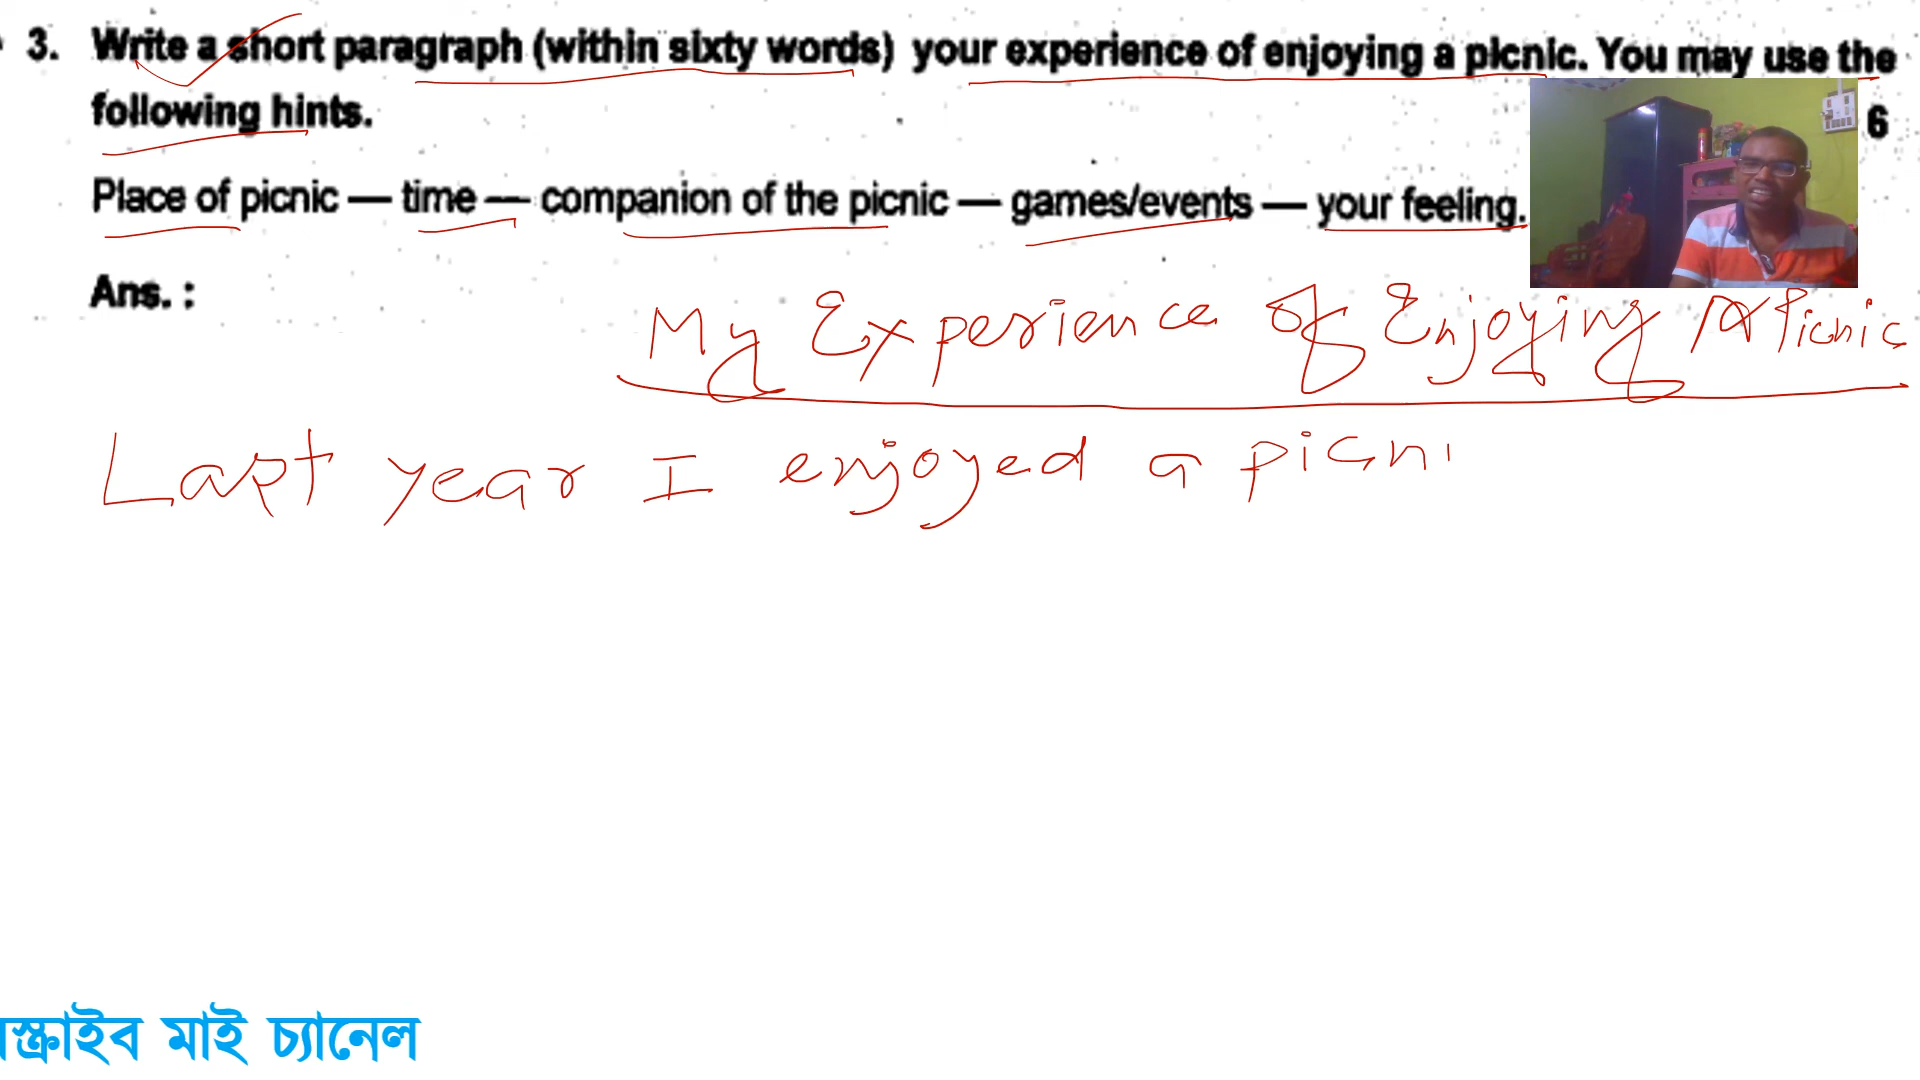 3. Write a short paragraph (within sixty words) your experience of enjoying a picnic. You may use the
following hints. 6
Place of picnic — time — companion of the picnic — games/events — your feeling.
Ans. :
My Experience Of Enjoying A Picnic
Last year I enjoyed a picni
স্ক্রাইব মাই চ্যানেল